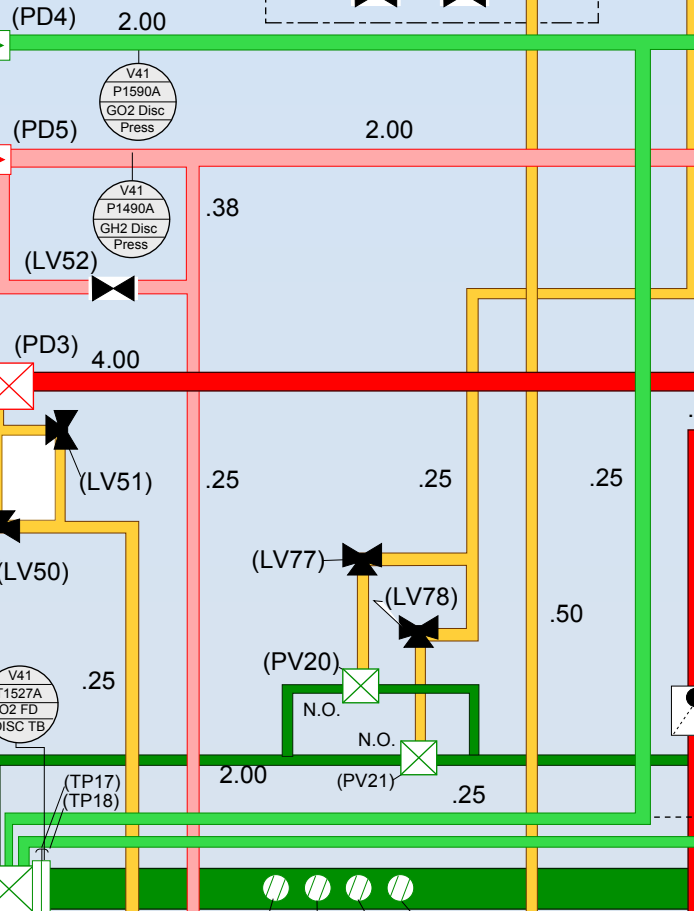 (PD4)
2.00
V41
P1590A
GO2 Disc
Press
(PD5)
2.00
V41
P1490A
GH2 Disc
Press
.38
(LV52)
(PD3)
4.00
(LV51)
.25
.25
.25
(LV77)
(LV50)
(LV78)
.50
(PV20)
V41
T1527A
O2 FD
DISC TB
.25
N.O.
N.O.
2.00
(PV21)
.25
(TP17)
(TP18)